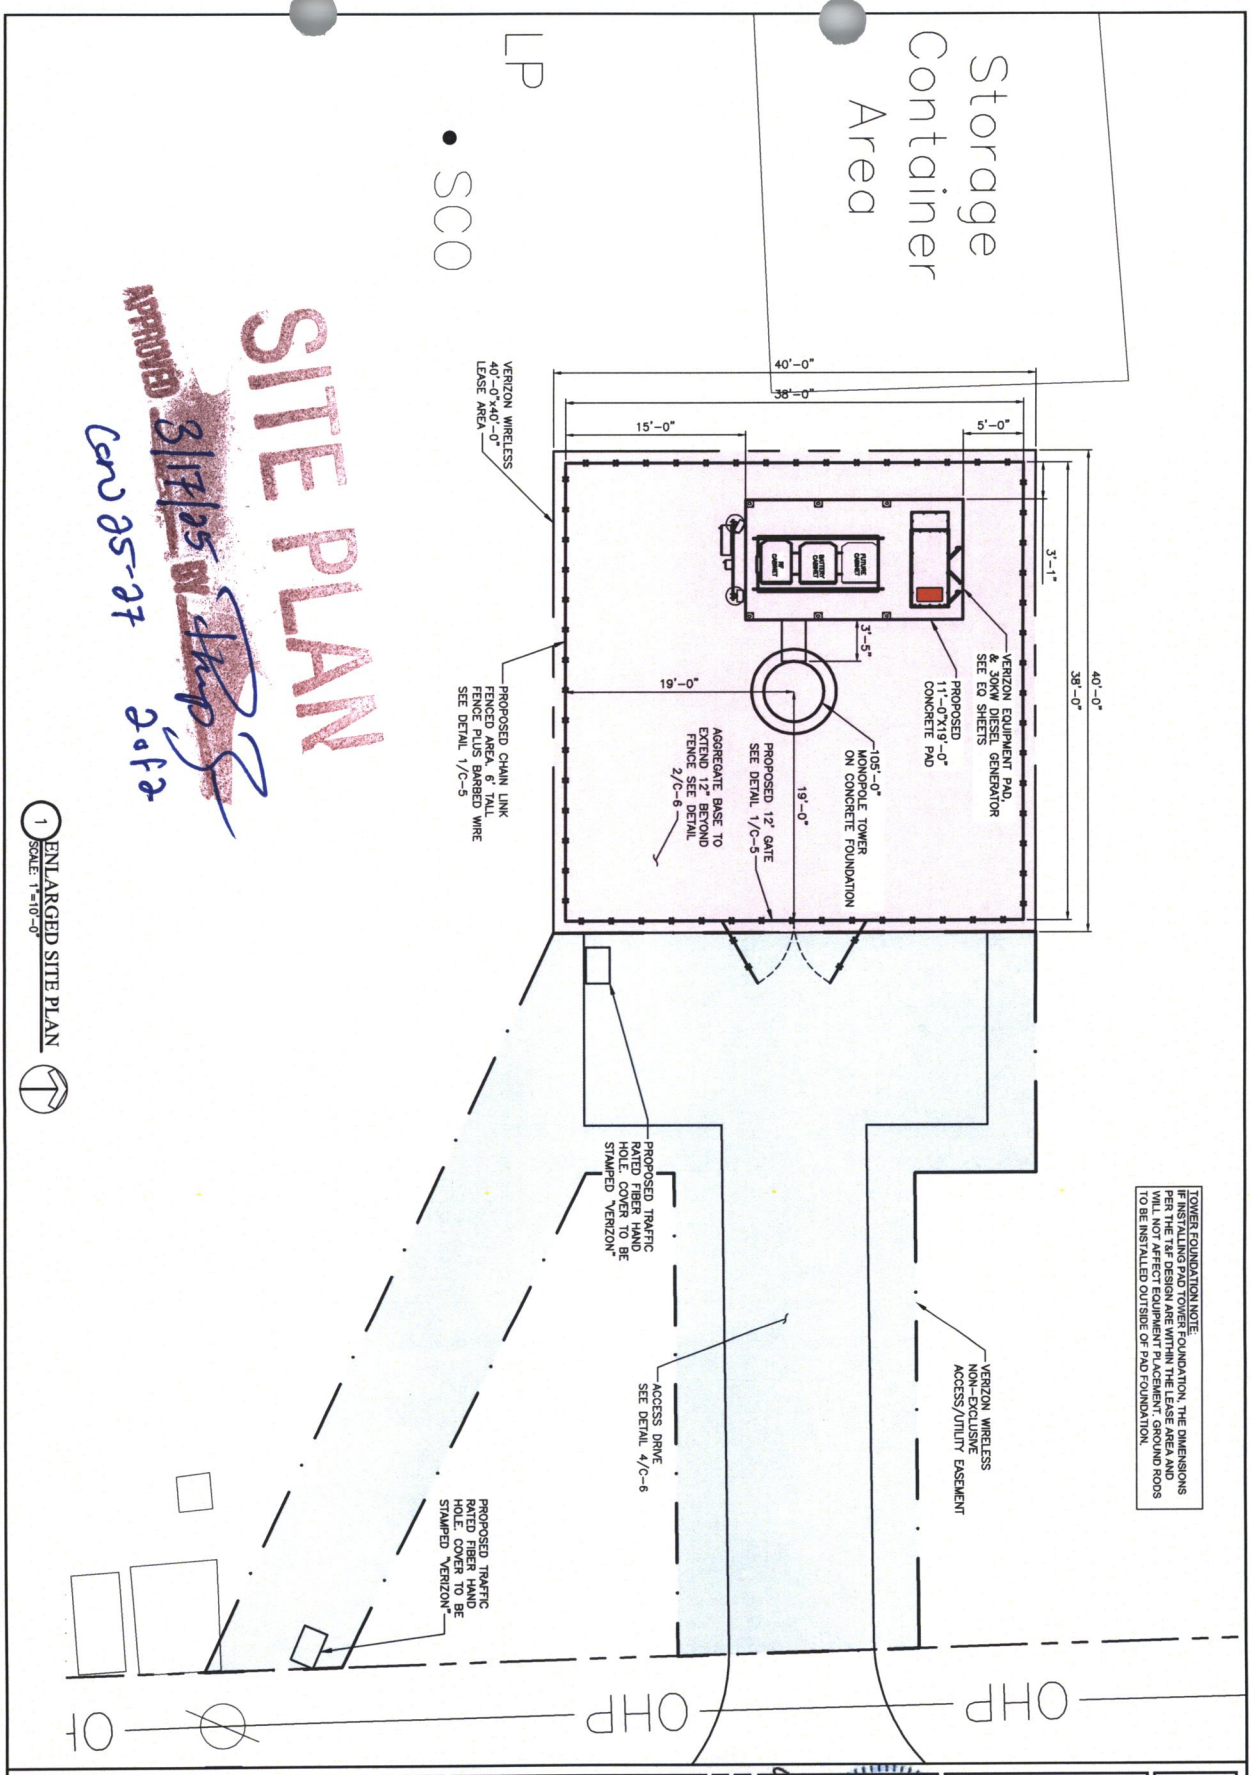 Storage
Container
Area
LP
SCO
40'-0"
38'-0"
15'-0"
5'-0"
40'-0"
38'-0"
3'-1"
3'-5"
19'-0"
19'-0"
VERIZON WIRELESS
40'-0"x40'-0"
LEASE AREA
FUTURE
CABINET
BATTERY
CABINET
RF
CABINET
VERIZON EQUIPMENT PAD,
& 30KW DIESEL GENERATOR
SEE EQ SHEETS
PROPOSED
11'-0"X19'-0"
CONCRETE PAD
105'-0"
MONOPOLE TOWER
ON CONCRETE FOUNDATION
PROPOSED 12' GATE
SEE DETAIL 1/C-5
AGGREGATE BASE TO
EXTEND 12" BEYOND
FENCE SEE DETAIL
2/C-6
PROPOSED CHAIN LINK
FENCED AREA. 6' TALL
FENCE PLUS BARBED WIRE
SEE DETAIL 1/C-5
TOWER FOUNDATION NOTE:
IF INSTALLING PAD TOWER FOUNDATION, THE DIMENSIONS
PER THE T&F DESIGN ARE WITHIN THE LEASE AREA AND
WILL NOT AFFECT EQUIPMENT PLACEMENT. GROUND RODS
TO BE INSTALLED OUTSIDE OF PAD FOUNDATION.
VERIZON WIRELESS
NON-EXCLUSIVE
ACCESS/UTILITY EASEMENT
ACCESS DRIVE
SEE DETAIL 4/C-6
PROPOSED TRAFFIC
RATED FIBER HAND
HOLE. COVER TO BE
STAMPED "VERIZON"
PROPOSED TRAFFIC
RATED FIBER HAND
HOLE. COVER TO BE
STAMPED "VERIZON"
OHP
OHP
SITE PLAN
APPROVED 3/17/25 BY
Con 25-27 2 of 2
1 ENLARGED SITE PLAN
SCALE: 1"=10'-0"